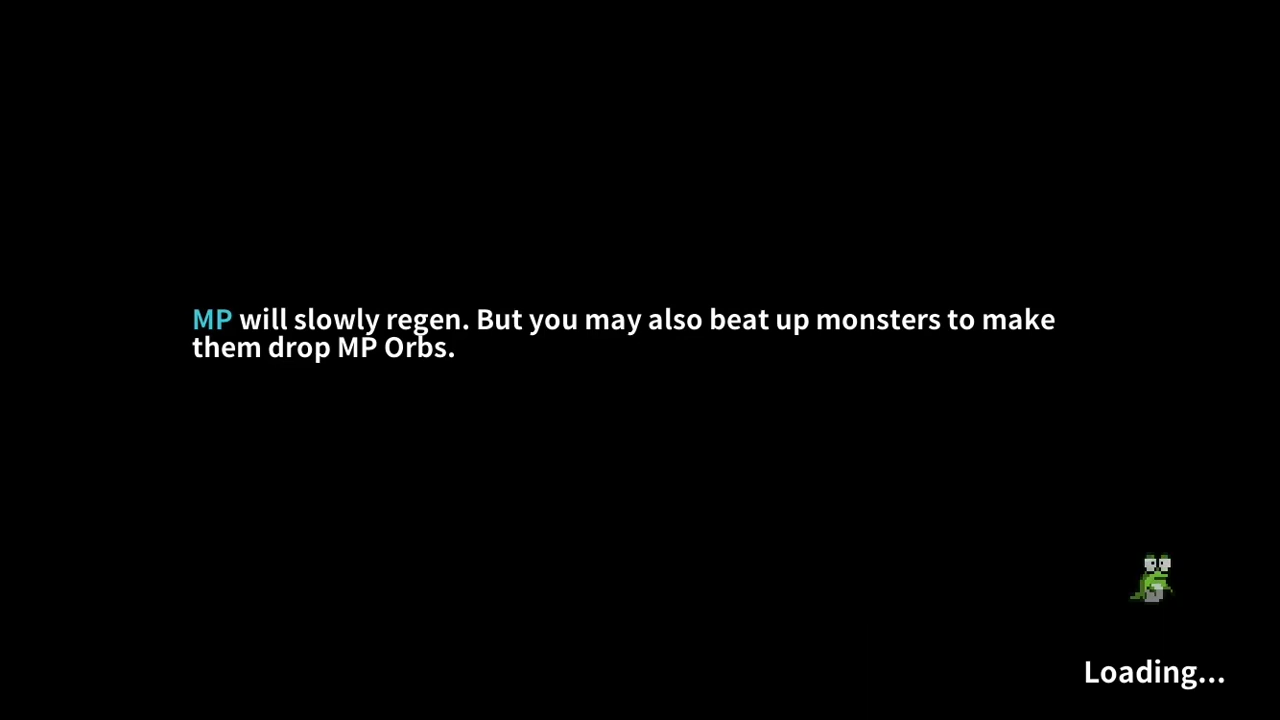 MP will slowly regen. But you may also beat up monsters to make
them drop MP Orbs.
Loading...